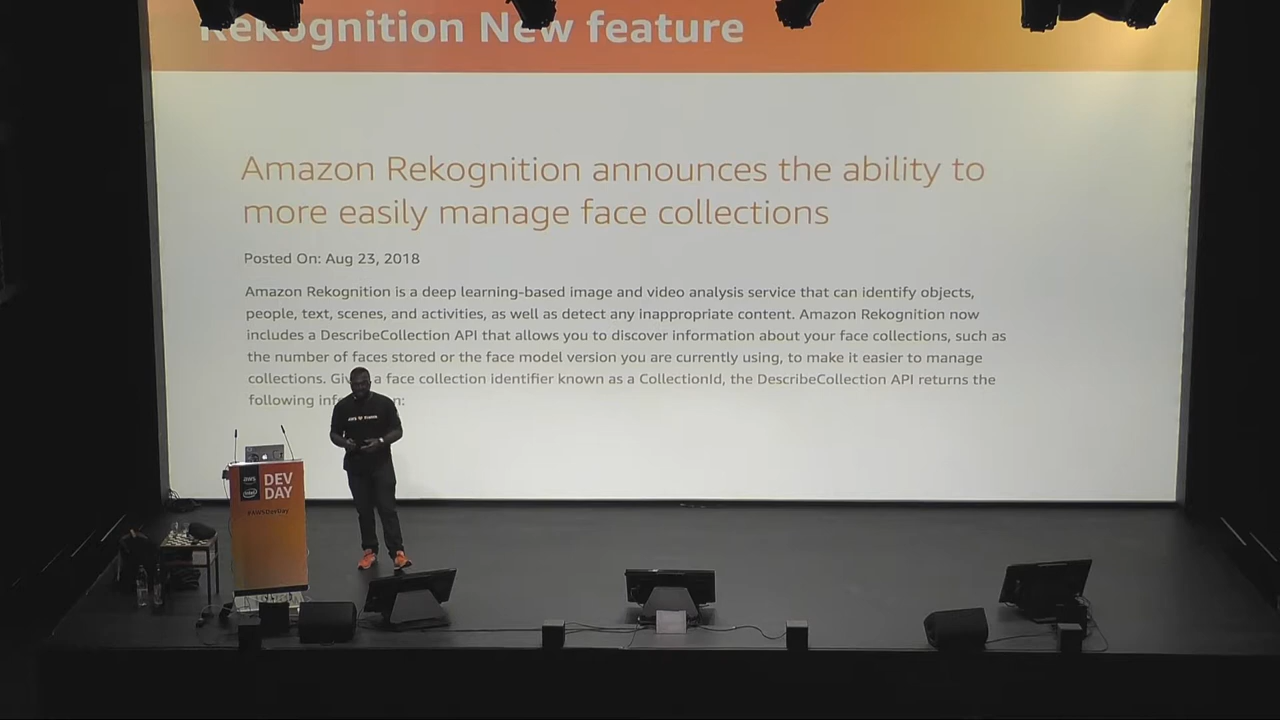 Rekognition New feature
Amazon Rekognition announces the ability to
more easily manage face collections
Posted On: Aug 23, 2018
Amazon Rekognition is a deep learning-based image and video analysis service that can identify objects,
people, text, scenes, and activities, as well as detect any inappropriate content. Amazon Rekognition now
includes a DescribeCollection API that allows you to discover information about your face collections, such as
the number of faces stored or the face model version you are currently using, to make it easier to manage
collections. a face collection identifier known as a CollectionId, the DescribeCollection API returns the
following
aws
intel
DEV
DAY
#AWSDevDay